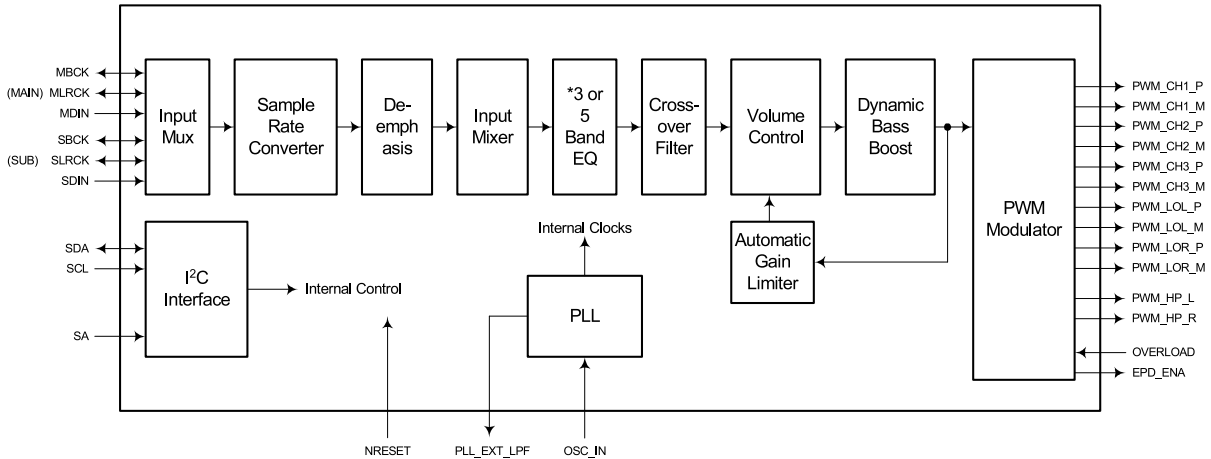 MBCK
(MAIN) MLRCK
MDIN
SBCK
(SUB) SLRCK
SDIN
Input
Mux
Sample
Rate
Converter
De-
emph
asis
Input
Mixer
*3 or
5
Band
EQ
Cross-
over
Filter
Volume
Control
Dynamic
Bass
Boost
PWM
Modulator
PWM_CH1_P
PWM_CH1_M
PWM_CH2_P
PWM_CH2_M
PWM_CH3_P
PWM_CH3_M
PWM_LOL_P
PWM_LOL_M
PWM_LOR_P
PWM_LOR_M
PWM_HP_L
PWM_HP_R
OVERLOAD
EPD_ENA
SDA
SCL
SA
I²C
Interface
Internal Control
Internal Clocks
PLL
Automatic
Gain
Limiter
NRESET
PLL_EXT_LPF
OSC_IN